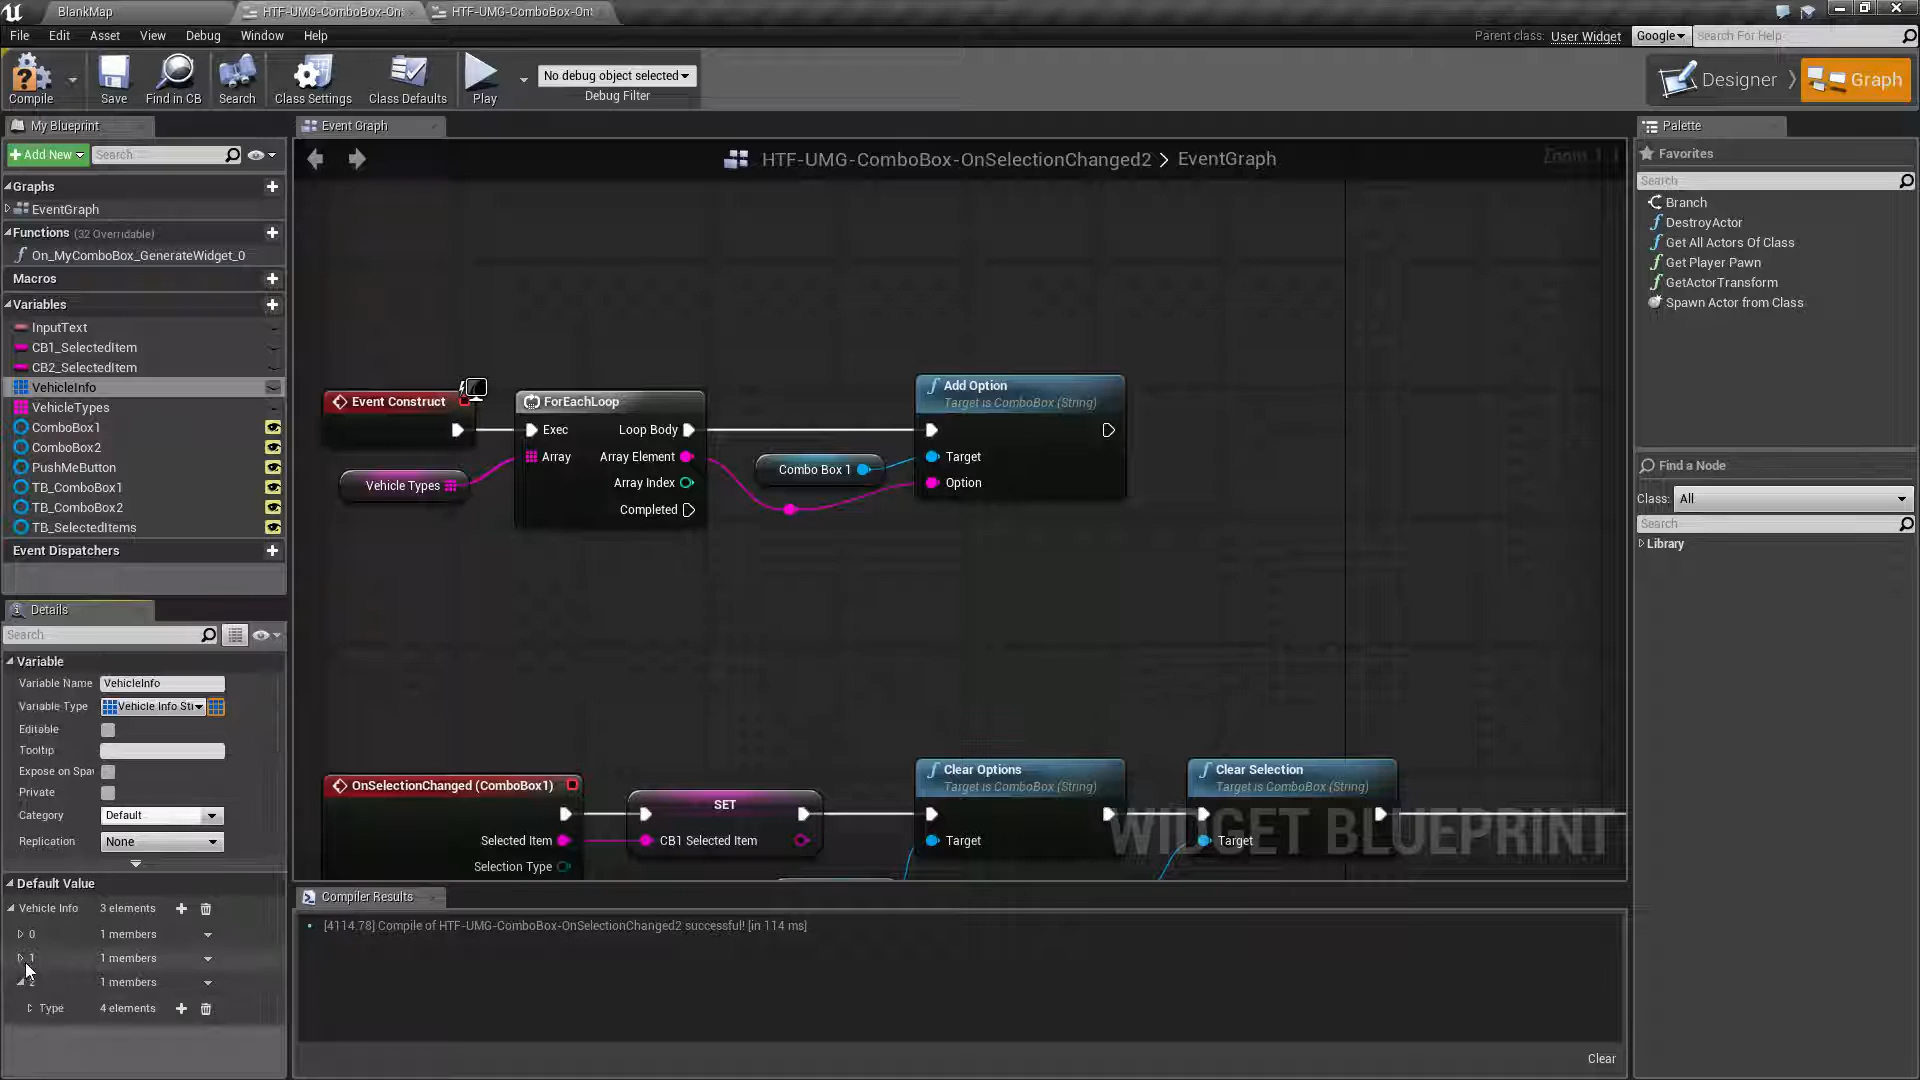 BlankMap
HTF-UMG-ComboBox-On
HTF-UMG-ComboBox-Ont
File Edit Asset View Debug Window Help
Parent class: User Widget Google Search For Help
Compile Save Find in CB Search Class Settings Class Defaults Play
No debug object selected
Debug Filter
Designer Graph
My Blueprint
Add New Search
Graphs
EventGraph
Functions (32 Overridable)
On_MyComboBox_GenerateWidget_0
Macros
Variables
InputText
CB1_SelectedItem
CB2_SelectedItem
VehicleInfo
VehicleTypes
ComboBox1
ComboBox2
PushMeButton
TB_ComboBox1
TB_ComboBox2
TB_SelectedItems
Event Dispatchers
Details
Search
Variable
Variable Name VehicleInfo
Variable Type Vehicle Info Str
Editable
Tooltip
Expose on Spa
Private
Category Default
Replication None
Default Value
Vehicle Info 3 elements
0 1 members
1 1 members
2 1 members
Type 4 elements
Event Graph
HTF-UMG-ComboBox-OnSelectionChanged2 > EventGraph
Event Construct
Vehicle Types
ForEachLoop
Exec Loop Body
Array Array Element
Array Index
Completed
Combo Box 1
Add Option
Target is ComboBox (String)
Target
Option
OnSelectionChanged (ComboBox1)
Selected Item
Selection Type
SET
CB1 Selected Item
Clear Options
Target is ComboBox (String)
Target
Clear Selection
Target is ComboBox (String)
Target
WIDGET BLUEPRINT
Compiler Results
[4114.78] Compile of HTF-UMG-ComboBox-OnSelectionChanged2 successful! [in 114 ms]
Clear
Palette
Favorites
Search
Branch
DestroyActor
Get All Actors Of Class
Get Player Pawn
GetActorTransform
Spawn Actor from Class
Find a Node
Class: All
Search
Library